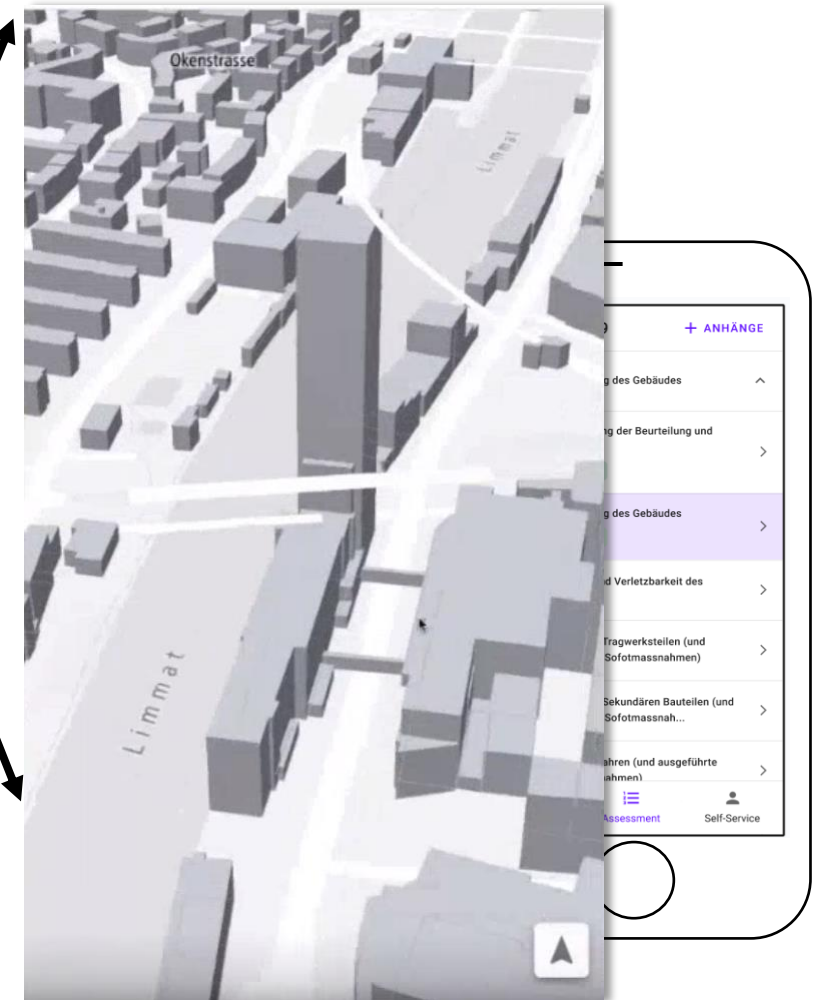 Okenstrasse
Limmat
Limmat
+ ANHÄNGE
g des Gebäudes
der Beurteilung und
g des Gebäudes
Verletzbarkeit des
Tragwerksteilen (und
Sofotmassnahmen)
Sekundären Bauteilen (und
Sofotmassnah...
ahren (und ausgeführte
ahmen)
Assessment
Self-Service